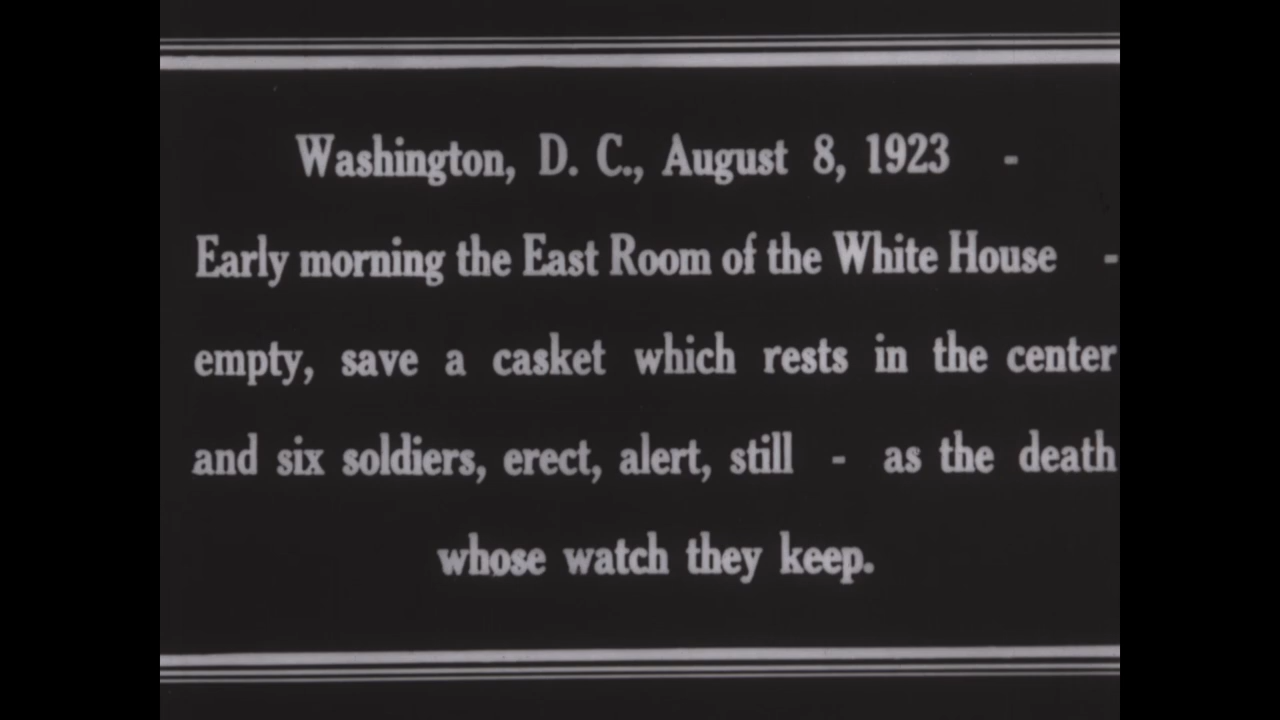 Washington, D. C., August 8, 1923 -
Early morning the East Room of the White House -
empty, save a casket which rests in the center
and six soldiers, erect, alert, still - as the death
whose watch they keep.